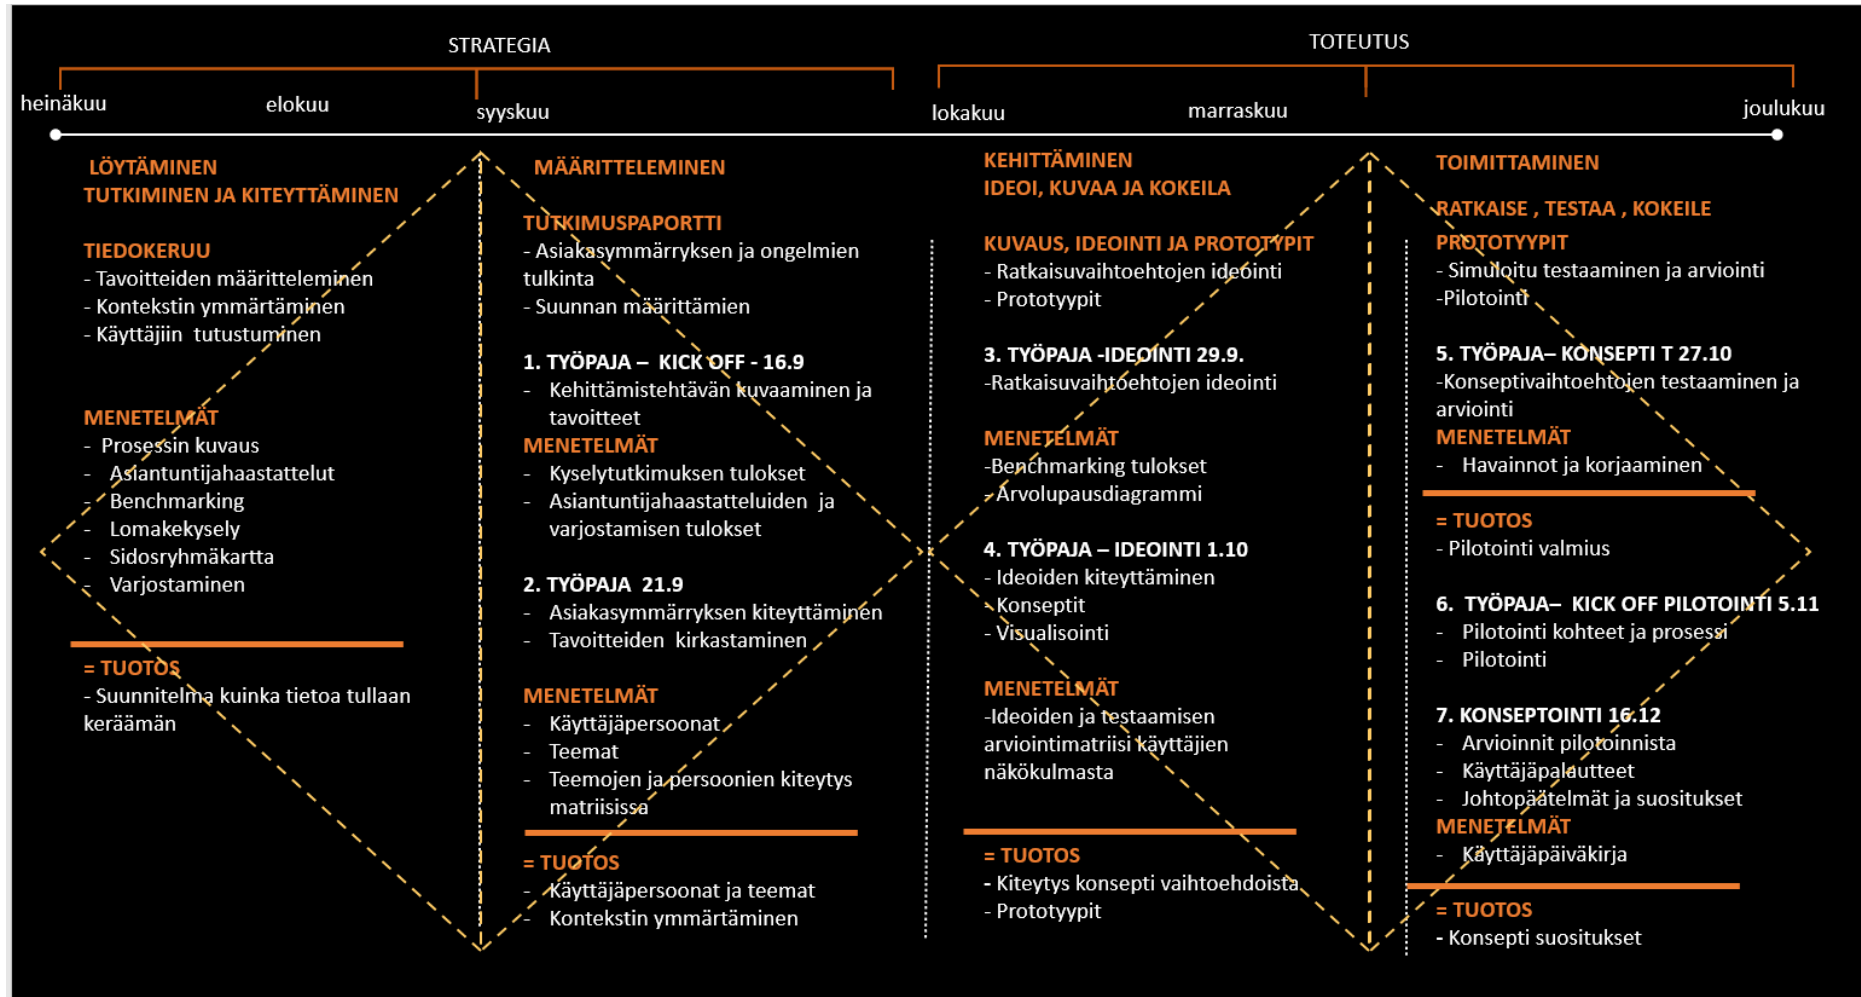 STRATEGIA
TOTEUTUS
heinäkuu
elokuu
syyskuu
lokakuu
marraskuu
joulukuu
LÖYTÄMINEN
TUTKIMINEN JA KITEYTTÄMINEN
TIEDOKERUU
- Tavoitteiden määritteleminen
- Kontekstin ymmärtäminen
- Käyttäjiin tutustuminen
MENETELMÄT
- Prosessin kuvaus
- Asiantuntijahaastattelut
- Benchmarking
- Lomakekysely
- Sidosryhmäkartta
- Varjostaminen
= TUOTOS
- Suunnitelma kuinka tietoa tullaan
keräämän
MÄÄRITTELEMINEN
TUTKIMUSPAPORTTI
- Asiakasymmärryksen ja ongelmien
tulkinta
- Suunnan määrittämien
1. TYÖPAJA – KICK OFF - 16.9
- Kehittämistehtävän kuvaaminen ja
tavoitteet
MENETELMÄT
- Kyselytutkimuksen tulokset
- Asiantuntijahaastatteluiden ja
varjostamisen tulokset
2. TYÖPAJA 21.9
- Asiakasymmärryksen kiteyttäminen
- Tavoitteiden kirkastaminen
MENETELMÄT
- Käyttäjäpersoonat
- Teemat
- Teemojen ja persoonien kiteytys
matriisissa
= TUOTOS
- Käyttäjäpersoonat ja teemat
- Kontekstin ymmärtäminen
KEHITTÄMINEN
IDEOI, KUVAA JA KOKEILA
KUVAUS, IDEOINTI JA PROTOTYPIT
- Ratkaisuvaihtoehtojen ideointi
- Prototyypit
3. TYÖPAJA -IDEOINTI 29.9.
-Ratkaisuvaihtoehtojen ideointi
MENETELMÄT
-Benchmarking tulokset
- Arvolupausdiagrammi
4. TYÖPAJA – IDEOINTI 1.10
- Ideoiden kiteyttäminen
- Konseptit
- Visualisointi
MENETELMÄT
-Ideoiden ja testaamisen
arviointimatriisi käyttäjien
näkökulmasta
= TUOTOS
- Kiteytys konsepti vaihtoehdoista
- Prototyypit
TOIMITTAMINEN
RATKAISE , TESTAA , KOKEILE
PROTOTYYPIT
- Simuloitu testaaminen ja arviointi
-Pilotointi
5. TYÖPAJA– KONSEPTI T 27.10
-Konseptivaihtoehtojen testaaminen ja
arviointi
MENETELMÄT
- Havainnot ja korjaaminen
= TUOTOS
- Pilotointi valmius
6. TYÖPAJA– KICK OFF PILOTOINTI 5.11
- Pilotointi kohteet ja prosessi
- Pilotointi
7. KONSEPTOINTI 16.12
- Arvioinnit pilotoinnista
- Käyttäjäpalautteet
- Johtopäätelmät ja suositukset
MENETELMÄT
- Käyttäjäpäiväkirja
= TUOTOS
- Konsepti suositukset